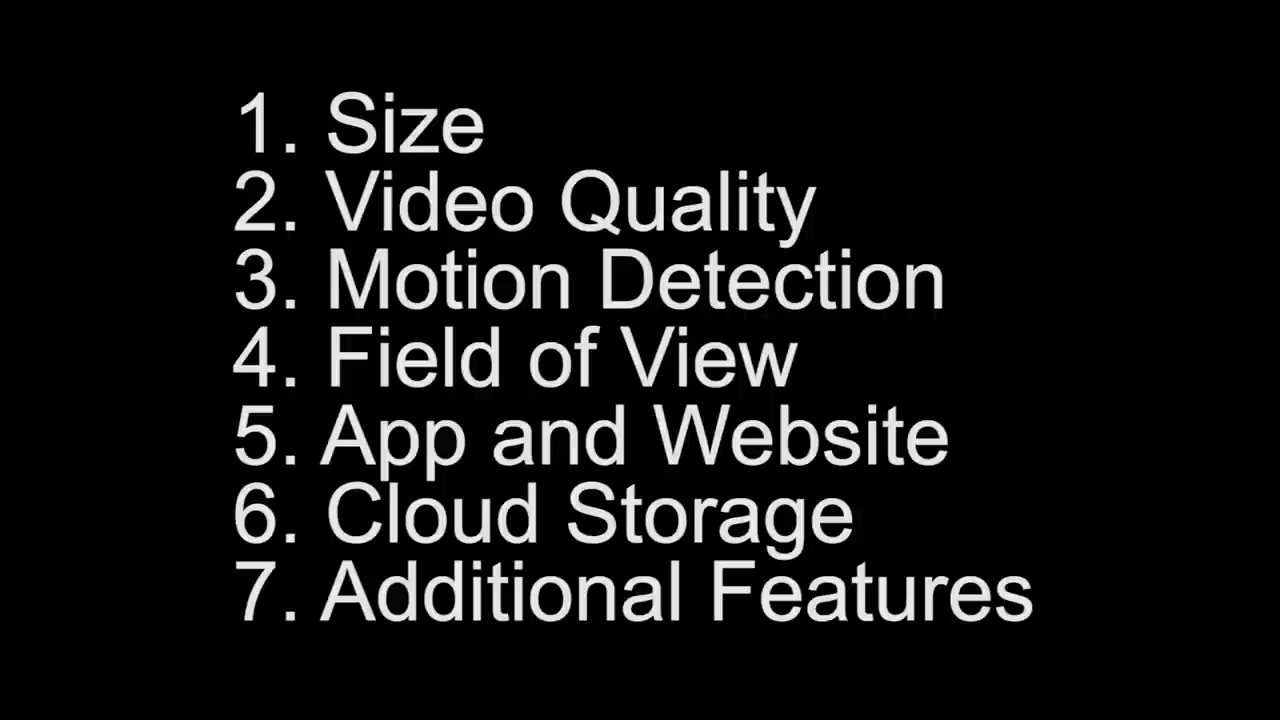 1. Size
2. Video Quality
3. Motion Detection
4. Field of View
5. App and Website
6. Cloud Storage
7. Additional Features